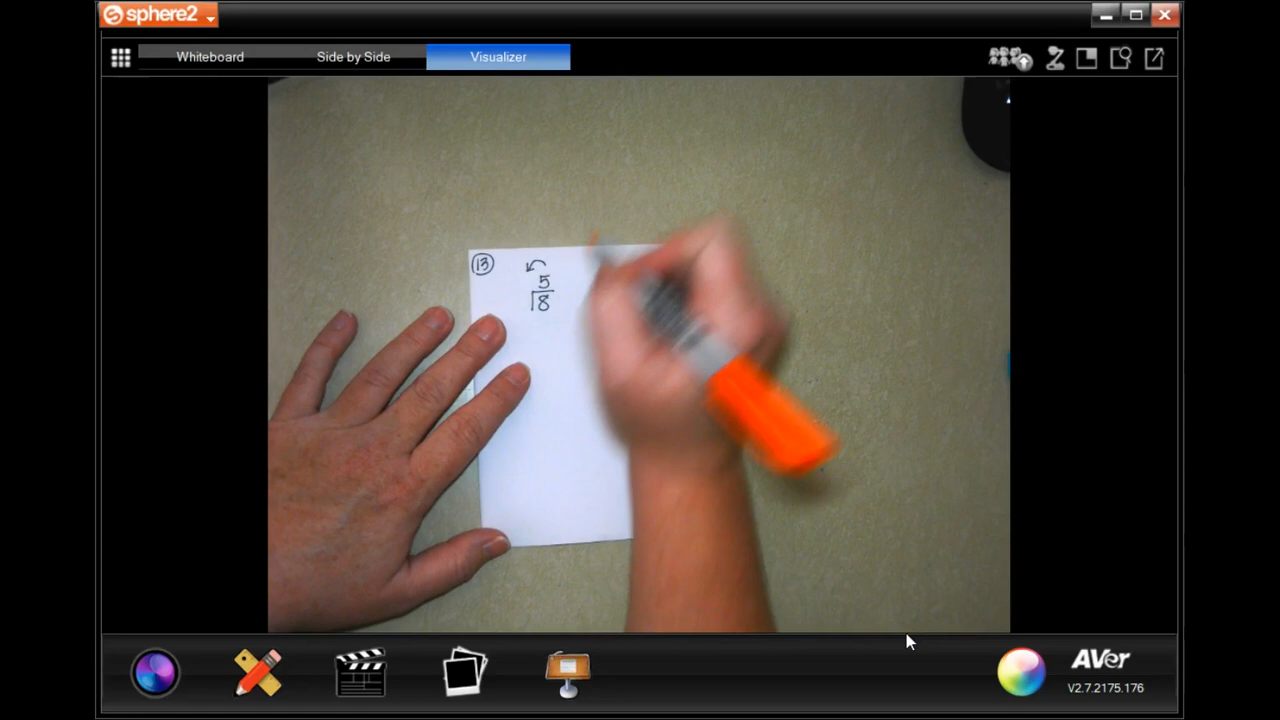 sphere2
Whiteboard Side by Side Visualizer
13
5
8
AVer
V2.7.2175.176